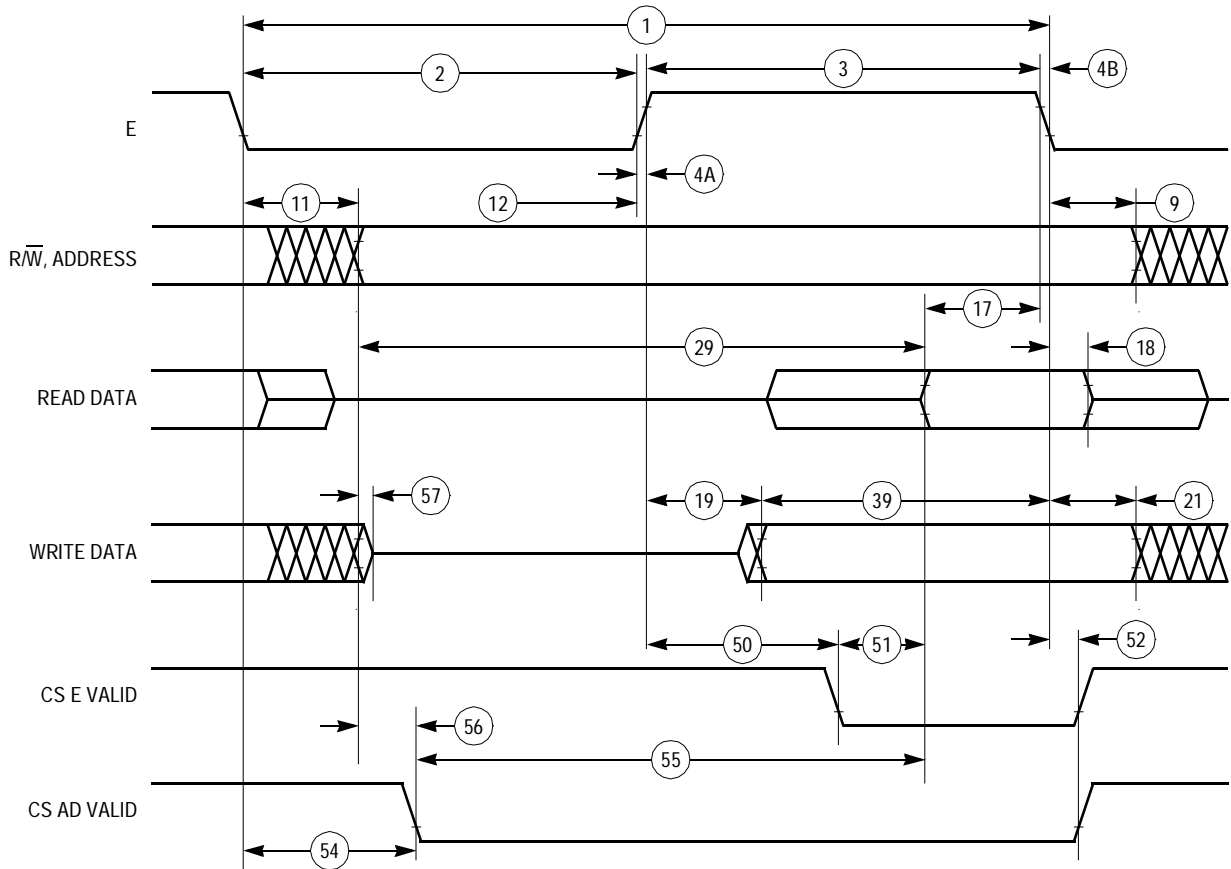 1
2
3
4B
E
4A
11
12
9
R/W̅, ADDRESS
17
29
18
READ DATA
57
19
39
21
WRITE DATA
50
51
52
CS E VALID
56
55
CS AD VALID
54